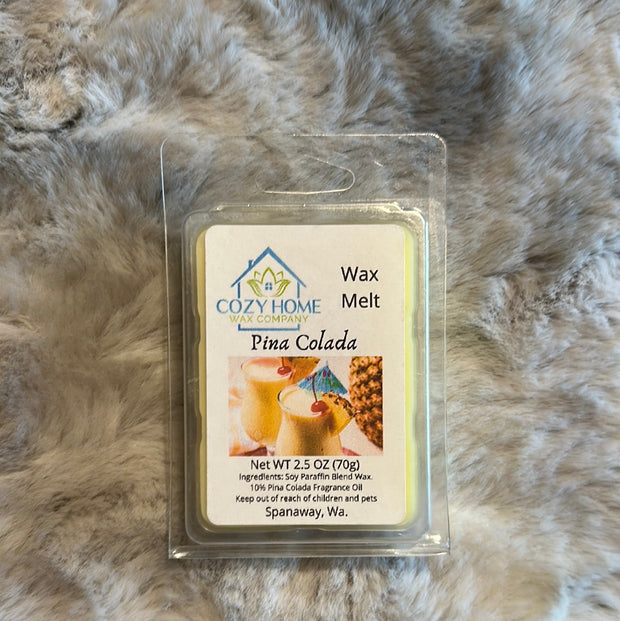 COZY HOME
WAX COMPANY
Wax
Melt
Pina Colada
Net WT 2.5 OZ (70g)
Ingredients: Soy Paraffin Blend Wax.
10% Pina Colada Fragrance Oil
Keep out of reach of children and pets
Spanaway, Wa.